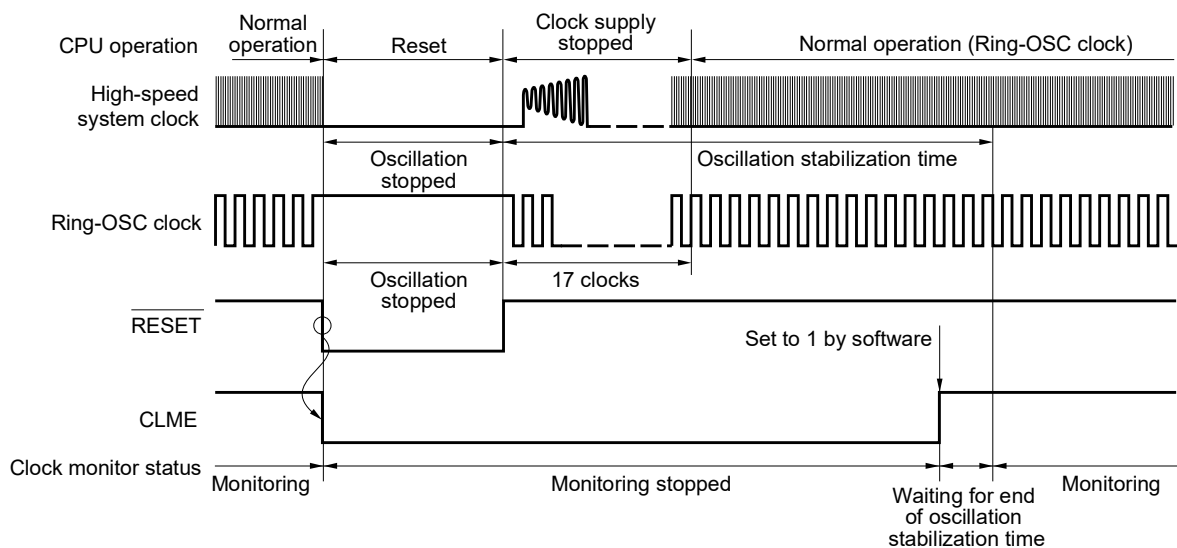 CPU operation
Normal
operation
Reset
Clock supply
stopped
Normal operation (Ring-OSC clock)
High-speed
system clock
Oscillation
stopped
Oscillation stabilization time
Ring-OSC clock
Oscillation
stopped
17 clocks
RESET
Set to 1 by software
CLME
Clock monitor status
Monitoring
Monitoring stopped
Waiting for end
of oscillation
stabilization time
Monitoring